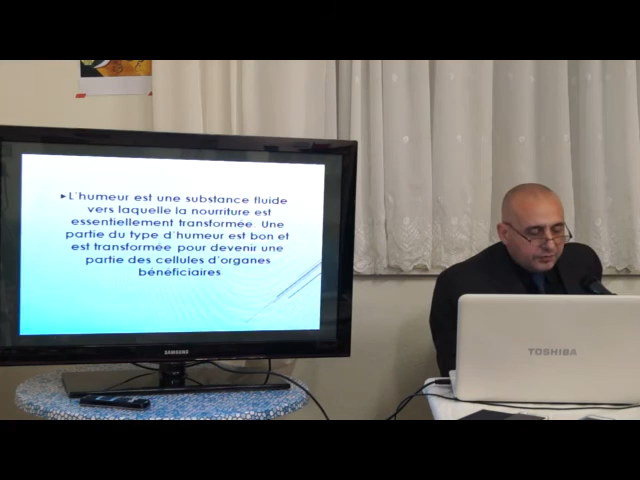 L'humeur est une substance fluide
vers laquelle la nourriture est
essentiellement transformée. Une
partie du type d'humeur est bon et
est transformée pour devenir une
partie des cellules d'organes
bénéficiaires
SAMSUNG
TOSHIBA